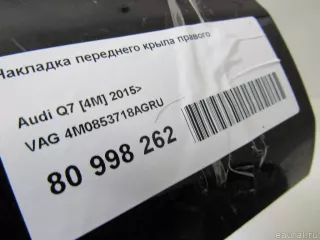 Накладка переднего крыла правого
Audi Q7 [4M] 2015>
VAG 4M0853718AGRU
80 998 262